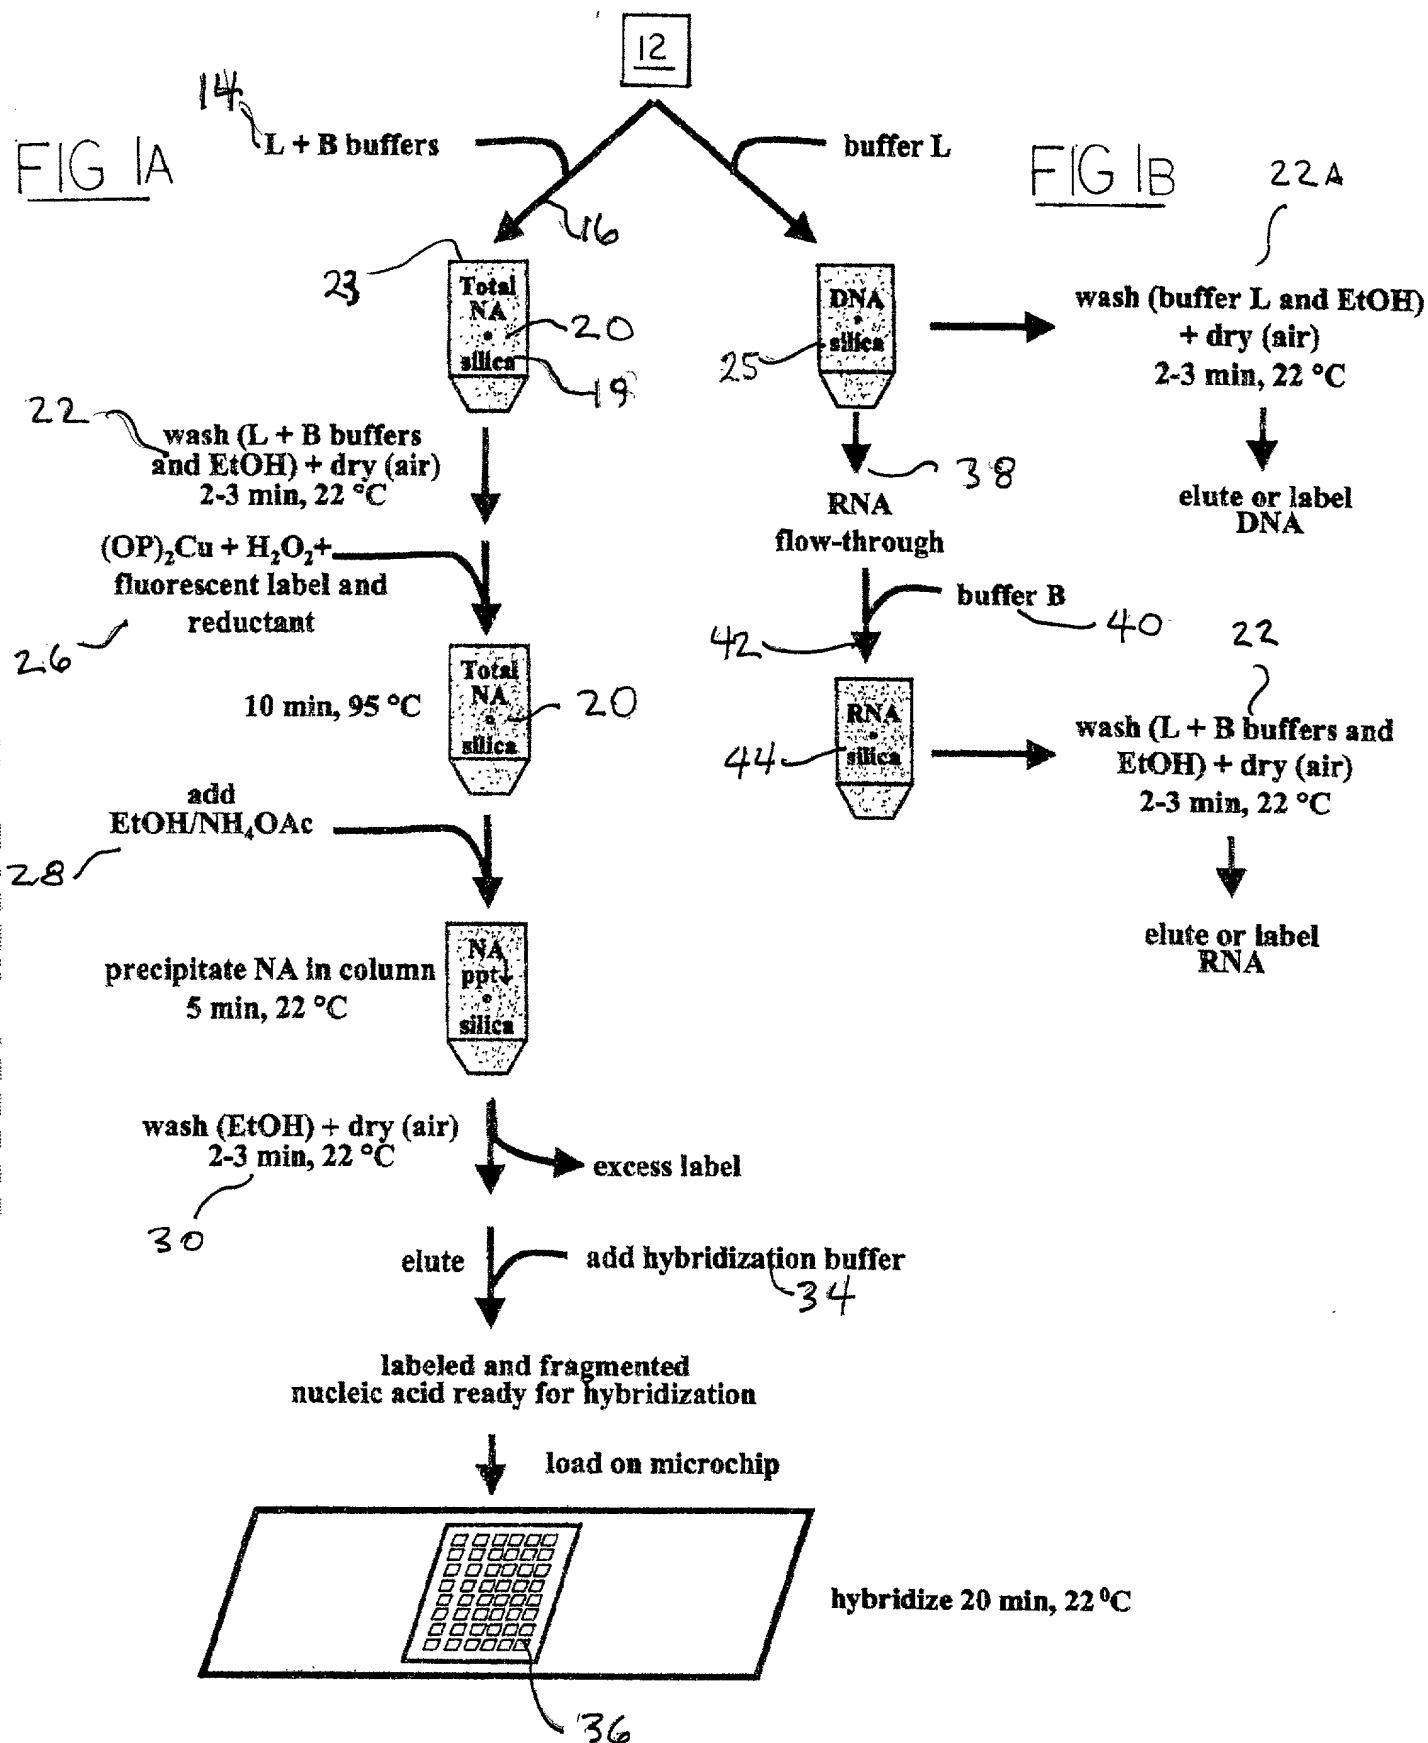 12
14
L + B buffers
buffer L
FIG 1A
FIG 1B
22A
16
23
Total
NA
silica
20
19
DNA
silica
25
wash (buffer L and EtOH)
+ dry (air)
2-3 min, 22 °C
elute or label
DNA
22
wash (L + B buffers
and EtOH) + dry (air)
2-3 min, 22 °C
38
RNA
flow-through
(OP)₂Cu + H₂O₂+
fluorescent label and
reductant
26
buffer B
40
42
22
10 min, 95 °C
Total
NA
silica
20
RNA
silica
44
wash (L + B buffers and
EtOH) + dry (air)
2-3 min, 22 °C
elute or label
RNA
add
EtOH/NH₄OAc
28
precipitate NA in column
5 min, 22 °C
NA
ppt↓
silica
wash (EtOH) + dry (air)
2-3 min, 22 °C
30
excess label
elute
add hybridization buffer
34
labeled and fragmented
nucleic acid ready for hybridization
load on microchip
hybridize 20 min, 22 ⁰C
36